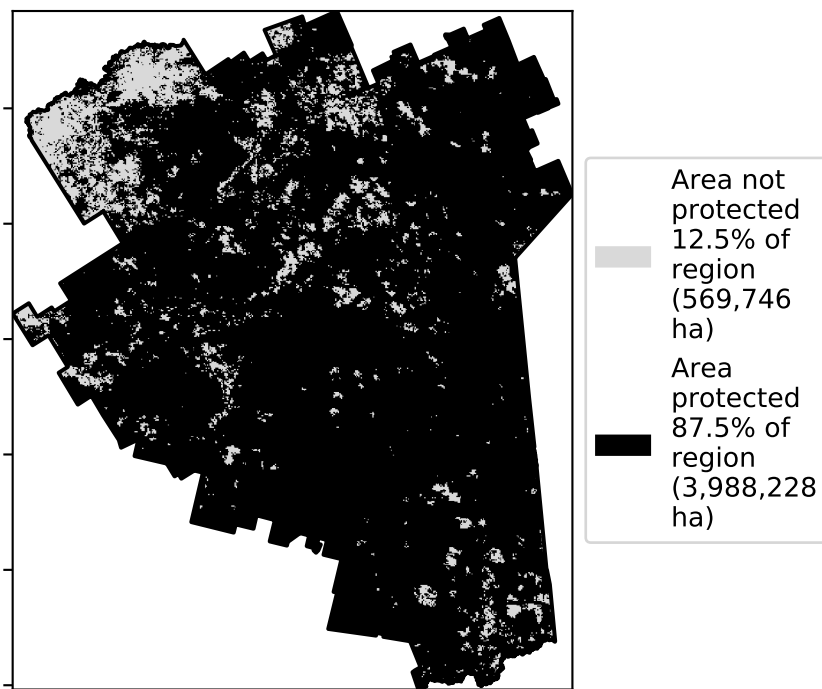 Area not
protected
12.5% of
region
(569,746
ha)
Area
protected
87.5% of
region
(3,988,228
ha)